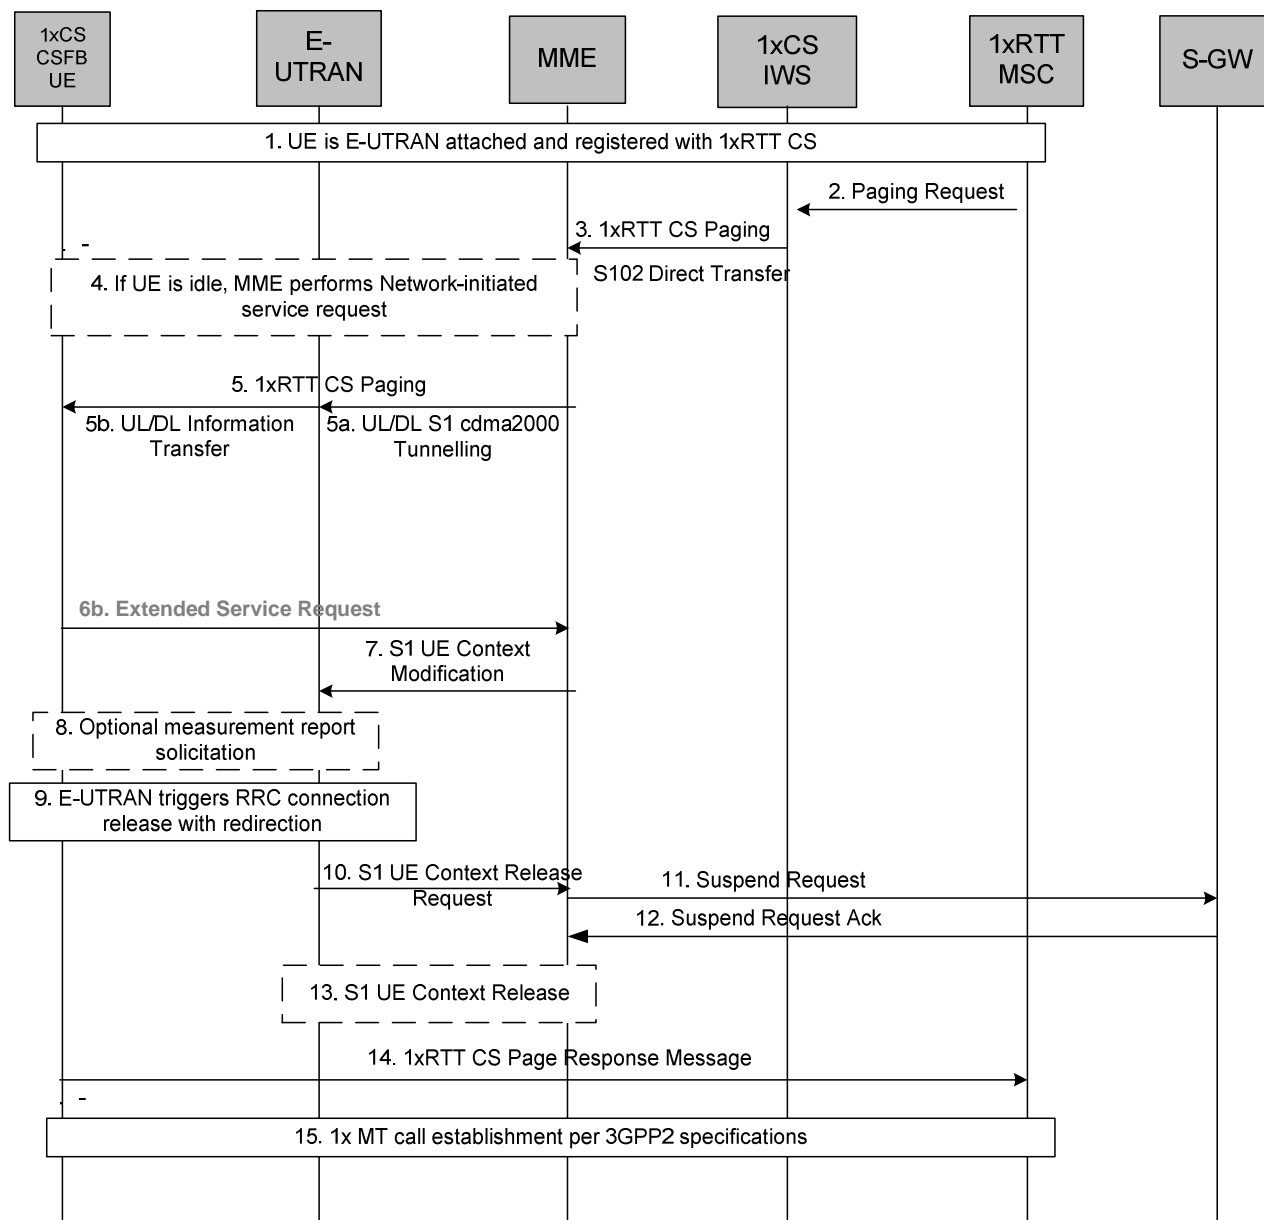 1xCS
CSFB
UE
E-
UTRAN
MME
1xCS
IWS
1xRTT
MSC
S-GW
1. UE is E-UTRAN attached and registered with 1xRTT CS
2. Paging Request
3. 1xRTT CS Paging
S102 Direct Transfer
4. If UE is idle, MME performs Network-initiated
service request
5. 1xRTT CS Paging
5b. UL/DL Information
Transfer
5a. UL/DL S1 cdma2000
Tunnelling
6b. Extended Service Request
7. S1 UE Context
Modification
8. Optional measurement report
solicitation
9. E-UTRAN triggers RRC connection
release with redirection
10. S1 UE Context Release
Request
11. Suspend Request
12. Suspend Request Ack
13. S1 UE Context Release
14. 1xRTT CS Page Response Message
15. 1x MT call establishment per 3GPP2 specifications